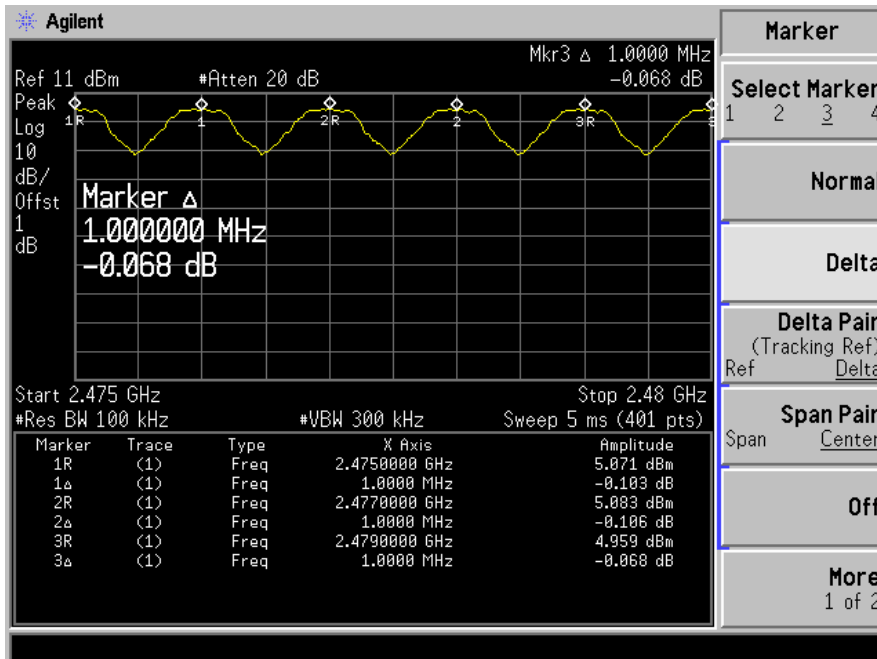 Agilent
Marker
Mkr3 Δ 1.0000 MHz
Ref 11 dBm #Atten 20 dB -0.068 dB
Peak
Log
10
dB/
Offst
1
dB
1R 1 2R 2 3R 3
Marker Δ
1.000000 MHz
-0.068 dB
Start 2.475 GHz Stop 2.48 GHz
#Res BW 100 kHz #VBW 300 kHz Sweep 5 ms (401 pts)
Marker Trace Type X Axis Amplitude
1R (1) Freq 2.4750000 GHz 5.071 dBm
1Δ (1) Freq 1.0000 MHz -0.103 dB
2R (1) Freq 2.4770000 GHz 5.083 dBm
2Δ (1) Freq 1.0000 MHz -0.106 dB
3R (1) Freq 2.4790000 GHz 4.959 dBm
3Δ (1) Freq 1.0000 MHz -0.068 dB
Select Marker
1 2 3 4
Normal
Delta
Delta Pair
(Tracking Ref)
Ref Delta
Span Pair
Span Center
Off
More
1 of 2